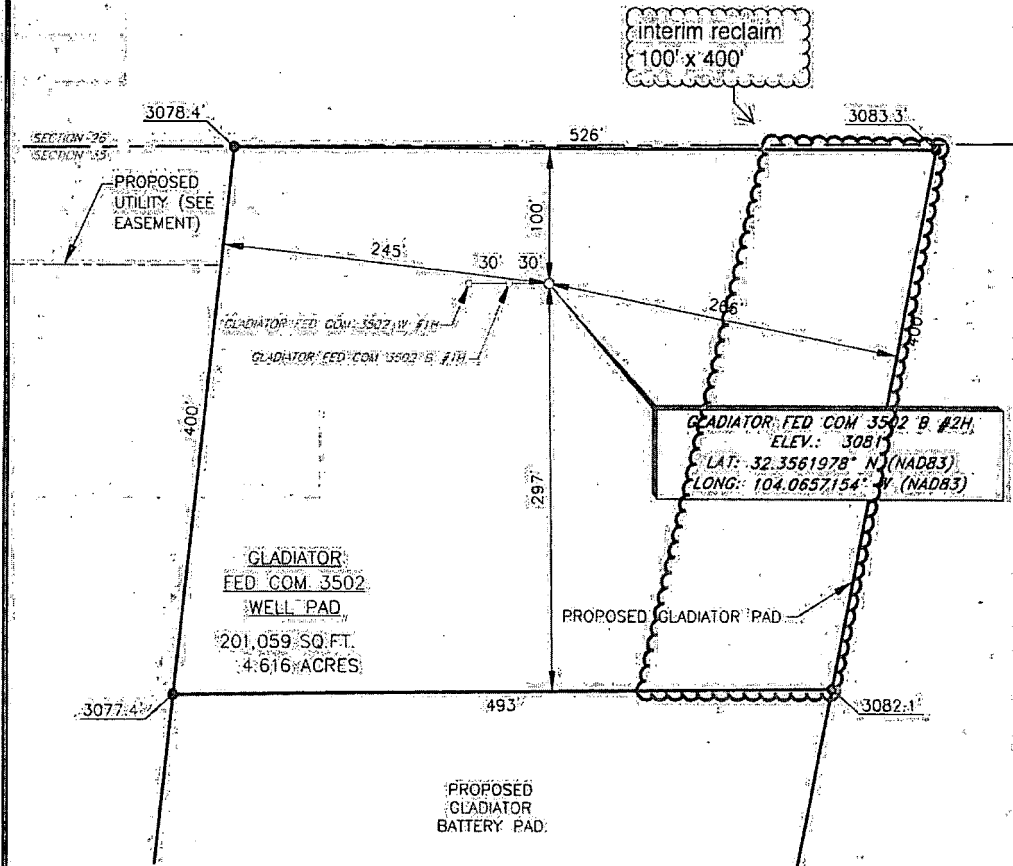 interim reclaim
100' x 400'
3078.4'
526'
3083.3'
SECTION 26
SECTION 35
PROPOSED
UTILITY (SEE
EASEMENT)
100'
245'
30' 30'
266'
GLADIATOR FED COM 3502 W #1H
GLADIATOR FED COM 3502 B #1H
400'
GLADIATOR FED COM 3502 B #2H
ELEV.: 3081'
LAT: 32.3561978° N (NAD83)
LONG: 104.0657154° W (NAD83)
297'
GLADIATOR
FED COM 3502
WELL PAD
201,059 SQ.FT.
4.616 ACRES
PROPOSED GLADIATOR PAD
3077.4'
493'
3082.1'
PROPOSED
GLADIATOR
BATTERY PAD